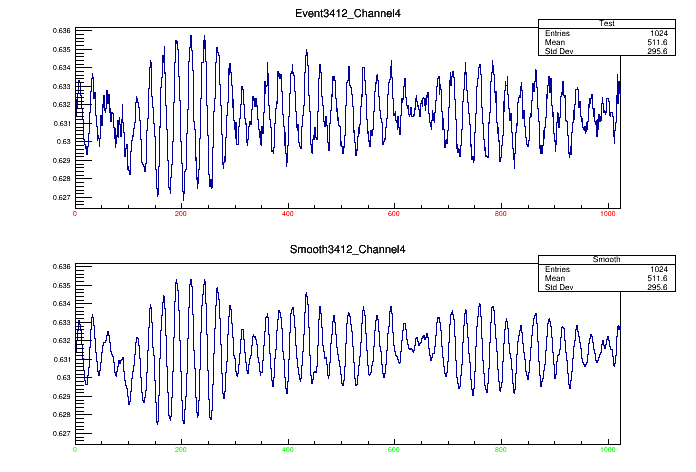 Event3412_Channel4
Test
Entries 1024
Mean 511.6
Std Dev 295.6
0.636
0.635
0.634
0.633
0.632
0.631
0.63
0.629
0.628
0.627
0 200 400 600 800 1000
Smooth3412_Channel4
Smooth
Entries 1024
Mean 511.6
Std Dev 295.6
0.636
0.635
0.634
0.633
0.632
0.631
0.63
0.629
0.628
0.627
0 200 400 600 800 1000